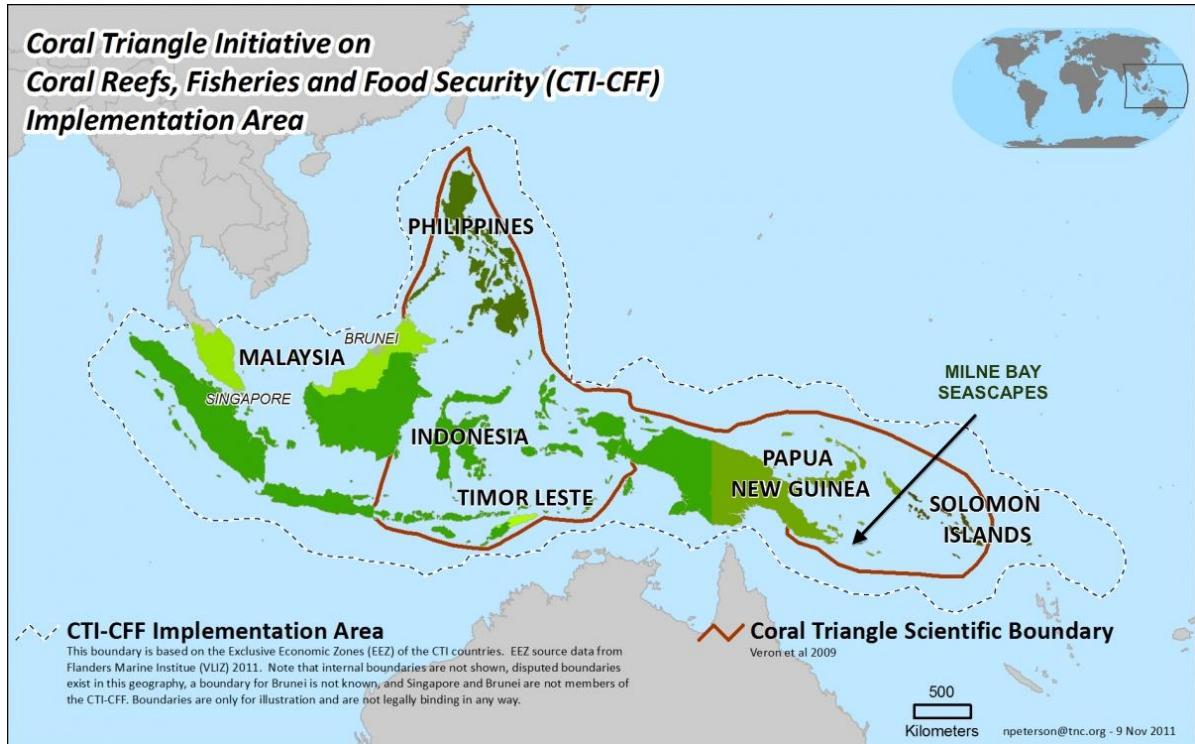 Coral Triangle Initiative on
Coral Reefs, Fisheries and Food Security (CTI-CFF)
Implementation Area
PHILIPPINES
BRUNEI
MALAYSIA
SINGAPORE
MILNE BAY
SEASCAPES
INDONESIA
PAPUA
NEW GUINEA
TIMOR LESTE
SOLOMON
ISLANDS
CTI-CFF Implementation Area
This boundary is based on the Exclusive Economic Zones (EEZ) of the CTI countries. EEZ source data from
Flanders Marine Institue (VLIZ) 2011. Note that internal boundaries are not shown, disputed boundaries
exist in this geography, a boundary for Brunei is not known, and Singapore and Brunei are not members of
the CTI-CFF. Boundaries are only for illustration and are not legally binding in any way.
Coral Triangle Scientific Boundary
Veron et al 2009
500
Kilometers
npeterson@tnc.org - 9 Nov 2011